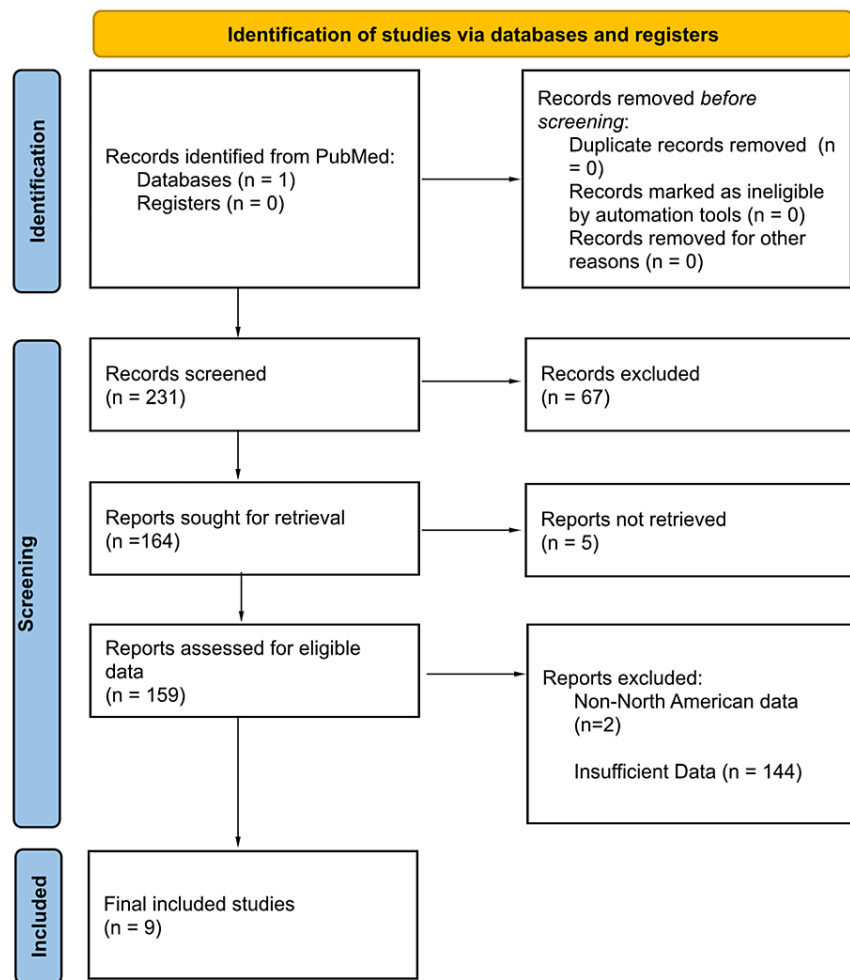 Identification of studies via databases and registers
Identification
Records identified from PubMed:
Databases (n = 1)
Registers (n = 0)
Records removed before
screening:
Duplicate records removed (n
= 0)
Records marked as ineligible
by automation tools (n = 0)
Records removed for other
reasons (n = 0)
Screening
Records screened
(n = 231)
Records excluded
(n = 67)
Reports sought for retrieval
(n =164)
Reports not retrieved
(n = 5)
Reports assessed for eligible
data
(n = 159)
Reports excluded:
Non-North American data
(n=2)
Insufficient Data (n = 144)
Included
Final included studies
(n = 9)